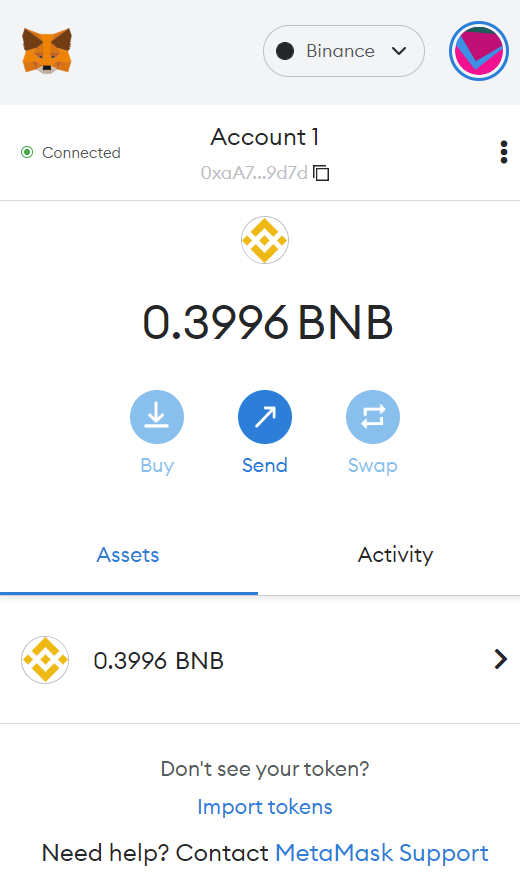 Binance
Account 1
Connected
0xaA7...9d7d
0.3996 BNB
Buy
Send
Swap
Assets
Activity
0.3996 BNB
Don't see your token?
Import tokens
Need help? Contact MetaMask Support